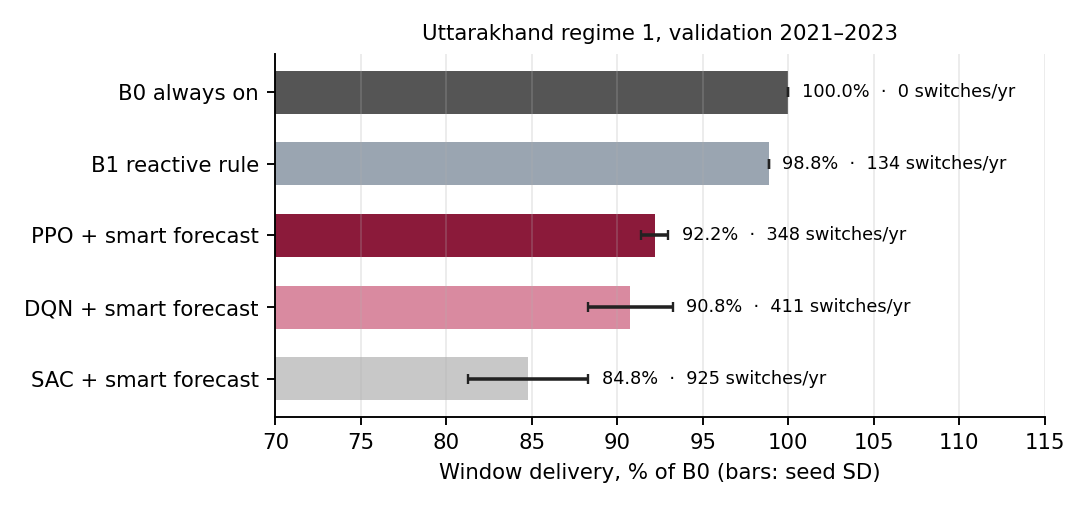 Uttarakhand regime 1, validation 2021–2023
B0 always on
100.0% · 0 switches/yr
B1 reactive rule
98.8% · 134 switches/yr
PPO + smart forecast
92.2% · 348 switches/yr
DQN + smart forecast
90.8% · 411 switches/yr
SAC + smart forecast
84.8% · 925 switches/yr
70 75 80 85 90 95 100 105 110 115
Window delivery, % of B0 (bars: seed SD)